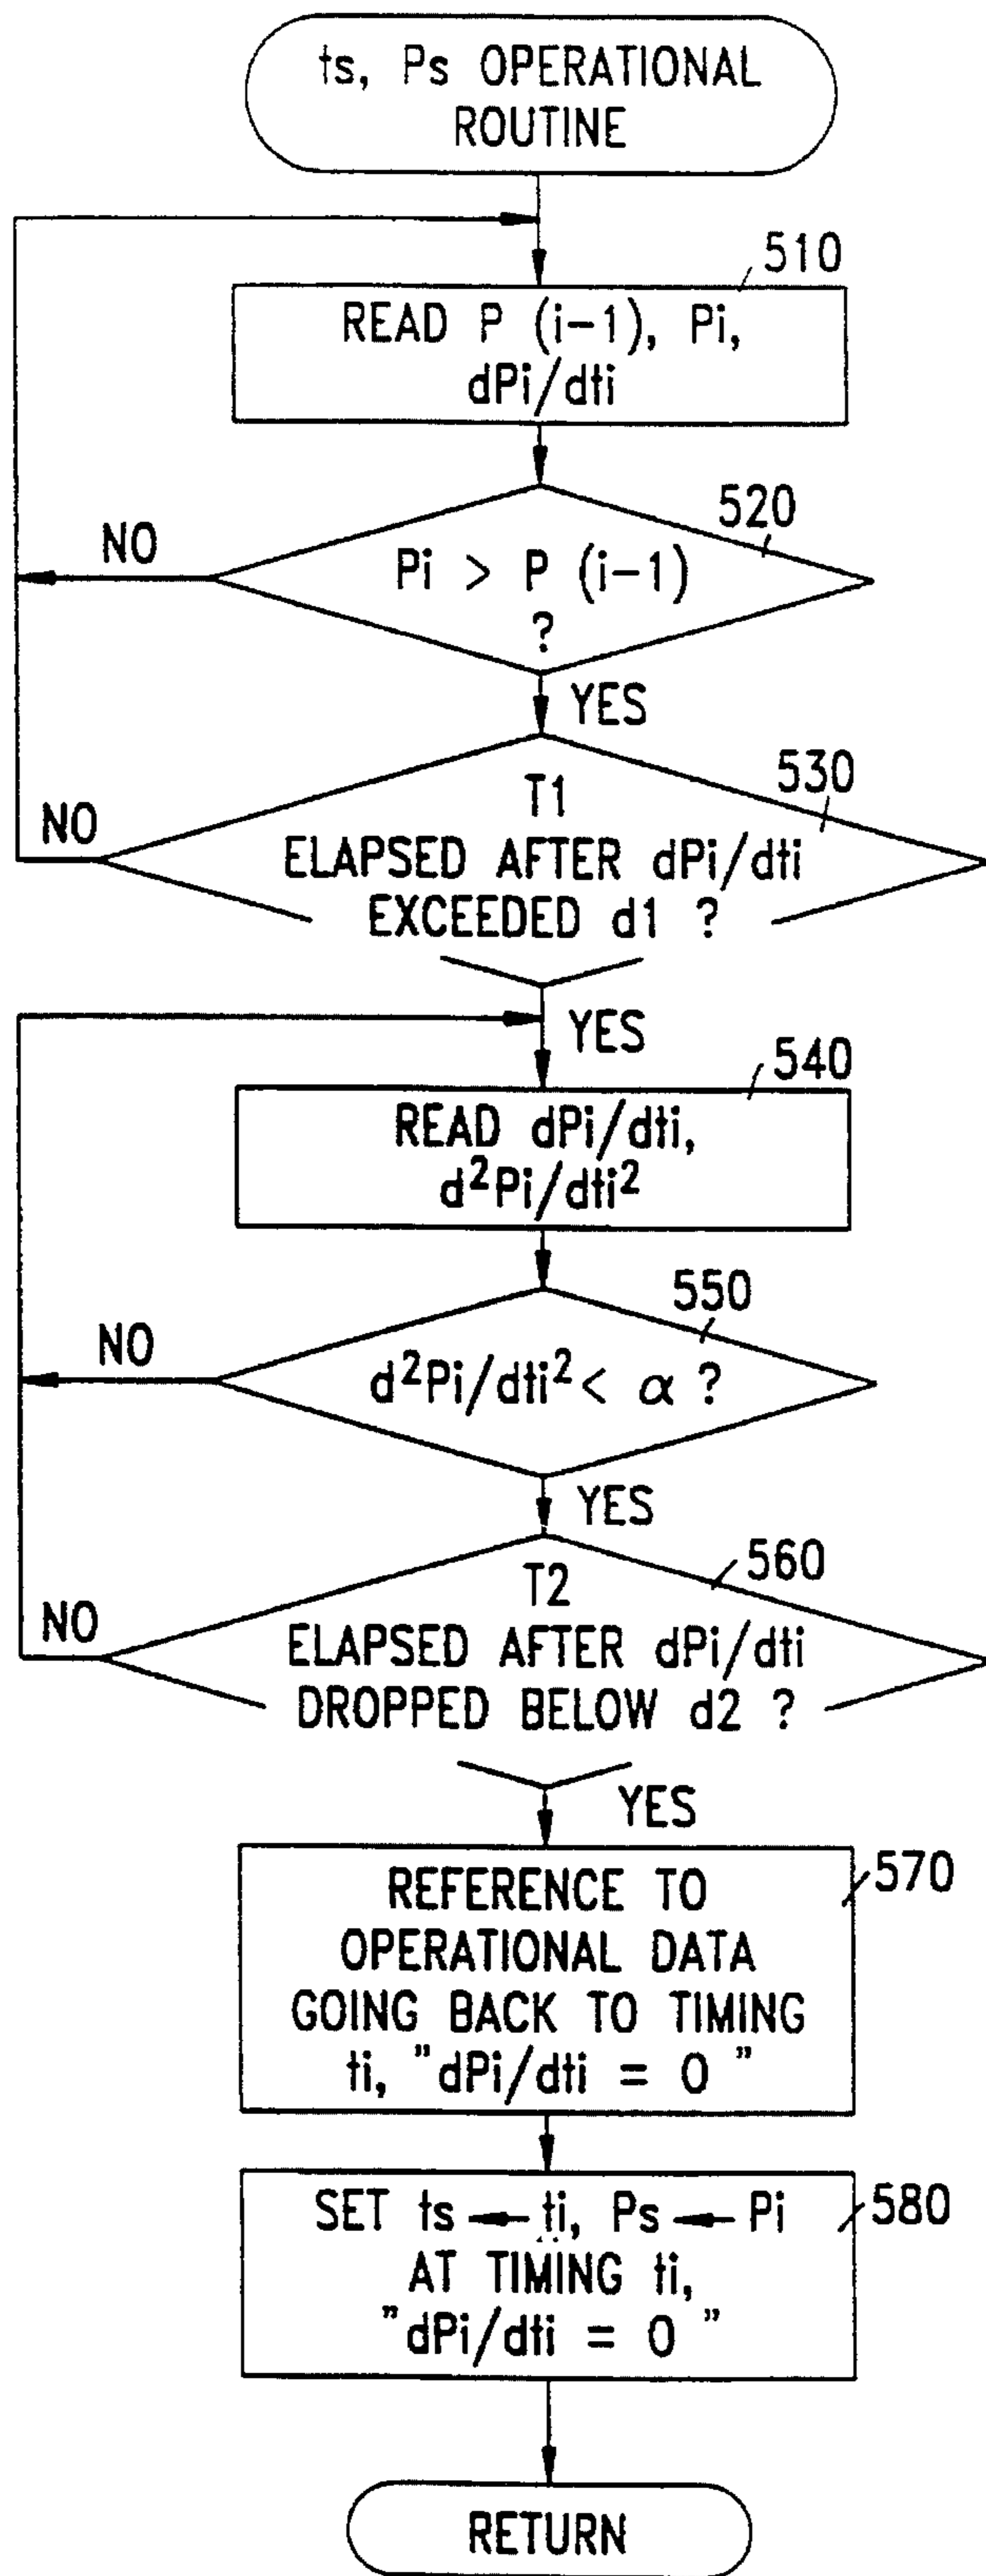 ts, Ps OPERATIONAL
ROUTINE
510
READ P (i-1), Pi,
dPi/dti
520
NO
Pi > P (i-1)
?
YES
530
T1
NO
ELAPSED AFTER dPi/dti
EXCEEDED d1 ?
YES
540
READ dPi/dti,
d²Pi/dti²
550
NO
d²Pi/dti² < α ?
YES
560
T2
NO
ELAPSED AFTER dPi/dti
DROPPED BELOW d2 ?
YES
570
REFERENCE TO
OPERATIONAL DATA
GOING BACK TO TIMING
ti, "dPi/dti = 0 "
580
SET ts ← ti, Ps ← Pi
AT TIMING ti,
"dPi/dti = 0 "
RETURN